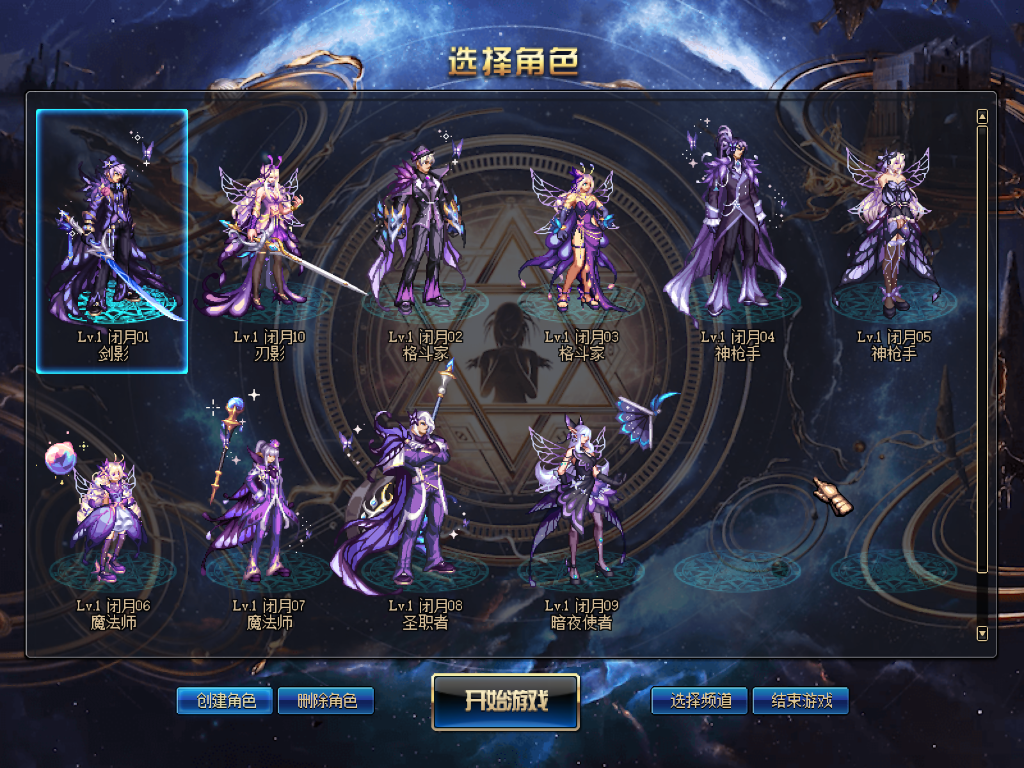 选择角色
Lv.1 闭月01
剑影
Lv.1 闭月10
刃影
Lv.1 闭月02
格斗家
Lv.1 闭月03
格斗家
Lv.1 闭月04
神枪手
Lv.1 闭月05
神枪手
Lv.1 闭月06
魔法师
Lv.1 闭月07
魔法师
Lv.1 闭月08
圣职者
Lv.1 闭月09
暗夜使者
创建角色
删除角色
开始游戏
选择频道
结束游戏